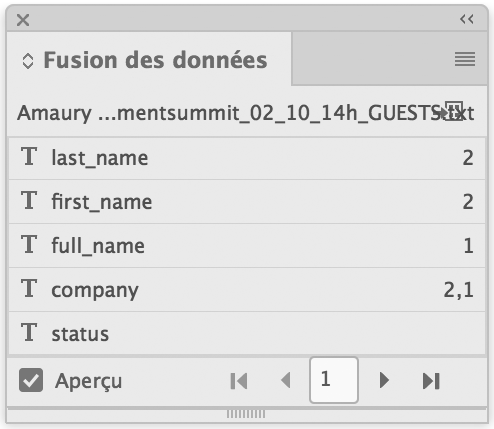 Fusion des données
Amaury ...mentsummit_02_10_14h_GUESTS.txt
T last_name 2
T first_name 2
T full_name 1
T company 2,1
T status
Aperçu 1